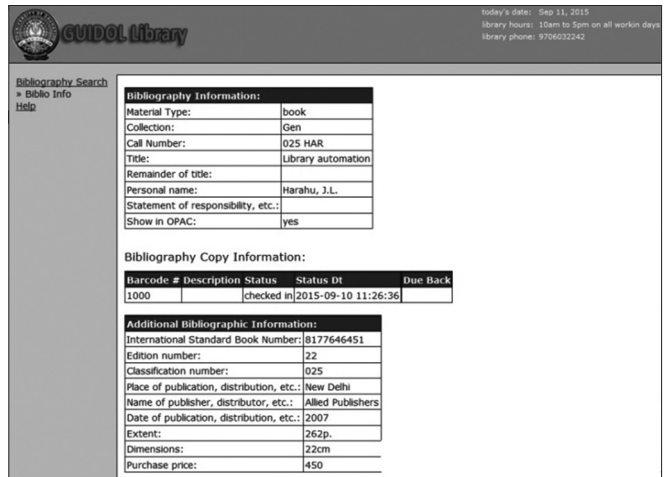 GUIDOL Library
today's date: Sep 11, 2015
library hours: 10am to 5pm on all workin days
library phone: 9706032242
Bibliography Search
» Biblio Info
Help
Bibliography Information:
Material Type: book
Collection: Gen
Call Number: 025 HAR
Title: Library automation
Remainder of title:
Personal name: Harahu, J.L.
Statement of responsibility, etc.:
Show in OPAC: yes
Bibliography Copy Information:
Barcode # Description Status Status Dt Due Back
1000 checked in 2015-09-10 11:26:36
Additional Bibliographic Information:
International Standard Book Number: 8177646451
Edition number: 22
Classification number: 025
Place of publication, distribution, etc.: New Delhi
Name of publisher, distributor, etc.: Allied Publishers
Date of publication, distribution, etc.: 2007
Extent: 262p.
Dimensions: 22cm
Purchase price: 450